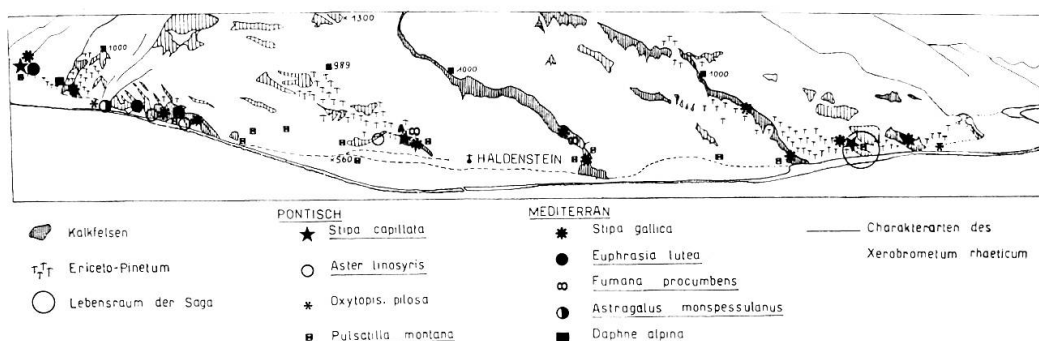 ×1300
1000
989
1000
1000
×560
HALDENSTEIN
PONTISCH
MEDITERRAN
Kalkfelsen
Stipa capillata
Stipa gallica
Charakterarten des
Ericeto-Pinetum
Aster linosyris
Euphrasia lutea
Xerobrometum rhaeticum
Lebensraum der Saga
Oxytopis. pilosa
Fumana procumbens
Astragalus monspessulanus
Pulsatilla montana
Daphne alpina